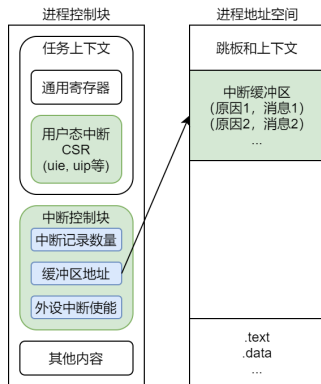 进程控制块
任务上下文
通用寄存器
用户态中断
CSR
(uie, uip等)
中断控制块
中断记录数量
缓冲区地址
外设中断使能
其他内容
进程地址空间
跳板和上下文
中断缓冲区
(原因1，消息1)
(原因2，消息2)
...
.text
.data
...